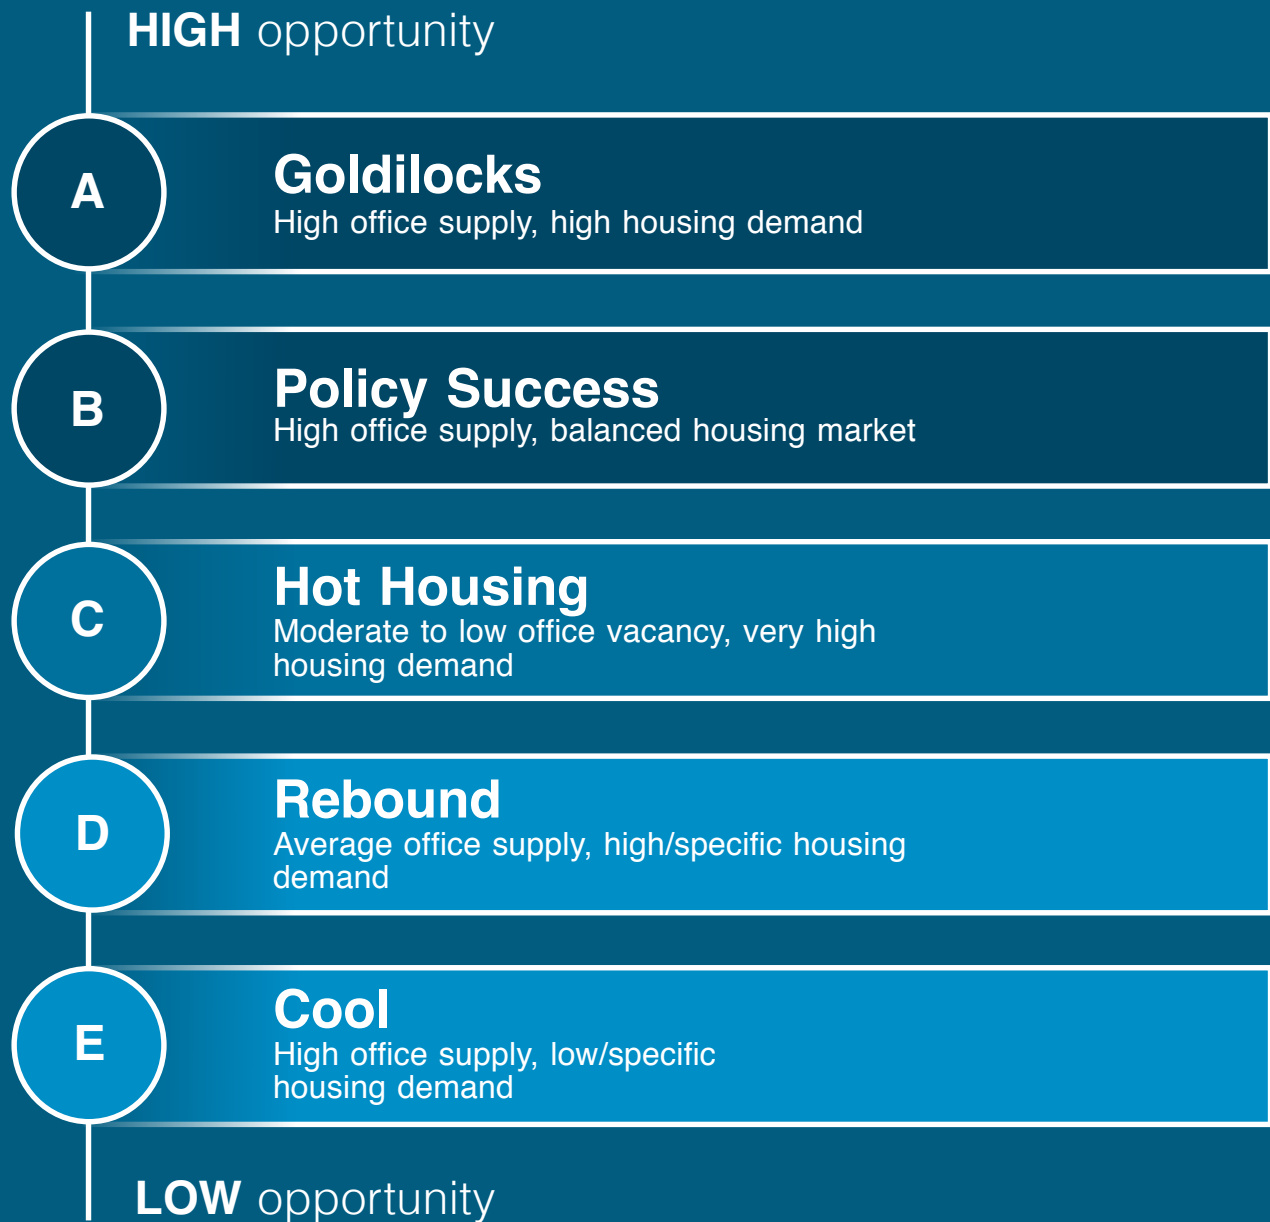 HIGH opportunity
A
Goldilocks
High office supply, high housing demand
B
Policy Success
High office supply, balanced housing market
C
Hot Housing
Moderate to low office vacancy, very high
housing demand
D
Rebound
Average office supply, high/specific housing
demand
E
Cool
High office supply, low/specific
housing demand
LOW opportunity